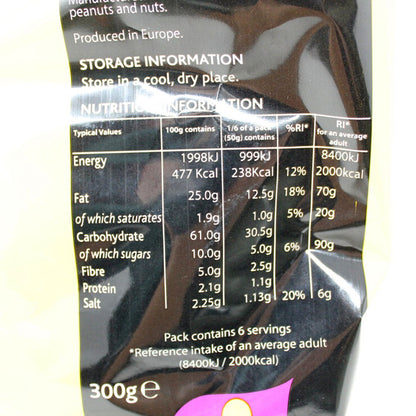 peanuts and nuts.
Produced in Europe.
STORAGE INFORMATION
Store in a cool, dry place.
NUTRITION INFORMATION
Typical Values 100g contains 1/6 of a pack (50g) contains %RI* RI* for an average adult
Energy 1998kJ 999kJ 8400kJ
477 Kcal 238Kcal 12% 2000kcal
Fat 25.0g 12.5g 18% 70g
of which saturates 1.9g 1.0g 5% 20g
Carbohydrate 61.0g 30.5g
of which sugars 10.0g 5.0g 6% 90g
Fibre 5.0g 2.5g
Protein 2.1g 1.1g
Salt 2.25g 1.13g 20% 6g
Pack contains 6 servings
*Reference intake of an average adult
(8400kJ / 2000kcal)
300g e